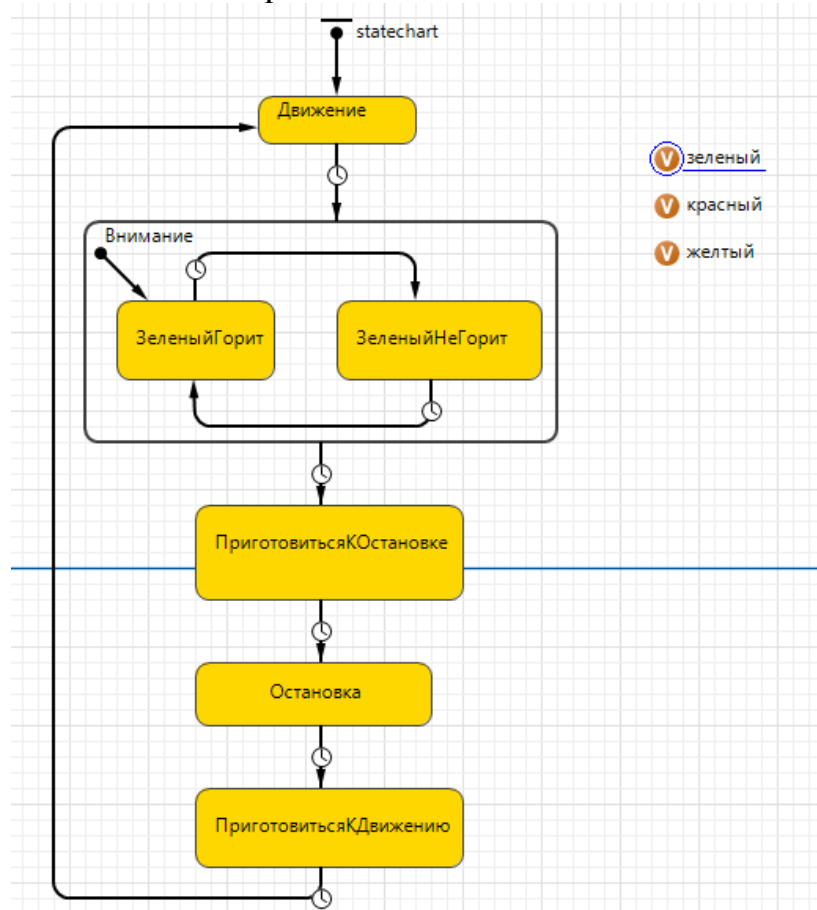 statechart
Движение
зеленый
красный
желтый
Внимание
ЗеленыйГорит
ЗеленыйНеГорит
ПриготовитьсяКОстановке
Остановка
ПриготовитьсяКДвижению